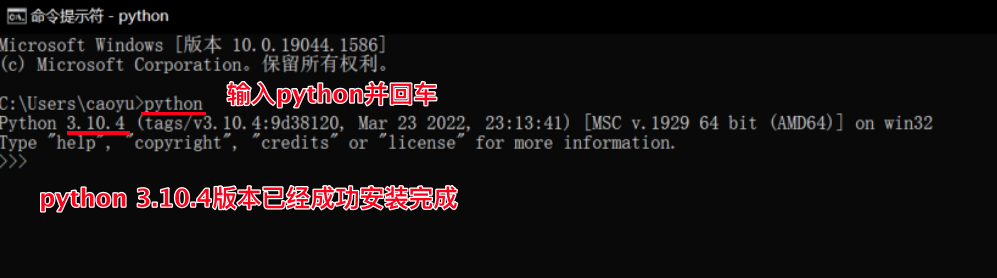 命令提示符 - python
Microsoft Windows [版本 10.0.19044.1586]
(c) Microsoft Corporation。保留所有权利。
C:\Users\caoyu>python
输入python并回车
Python 3.10.4 (tags/v3.10.4:9d38120, Mar 23 2022, 23:13:41) [MSC v.1929 64 bit (AMD64)] on win32
Type "help", "copyright", "credits" or "license" for more information.
>>>
python 3.10.4版本已经成功安装完成